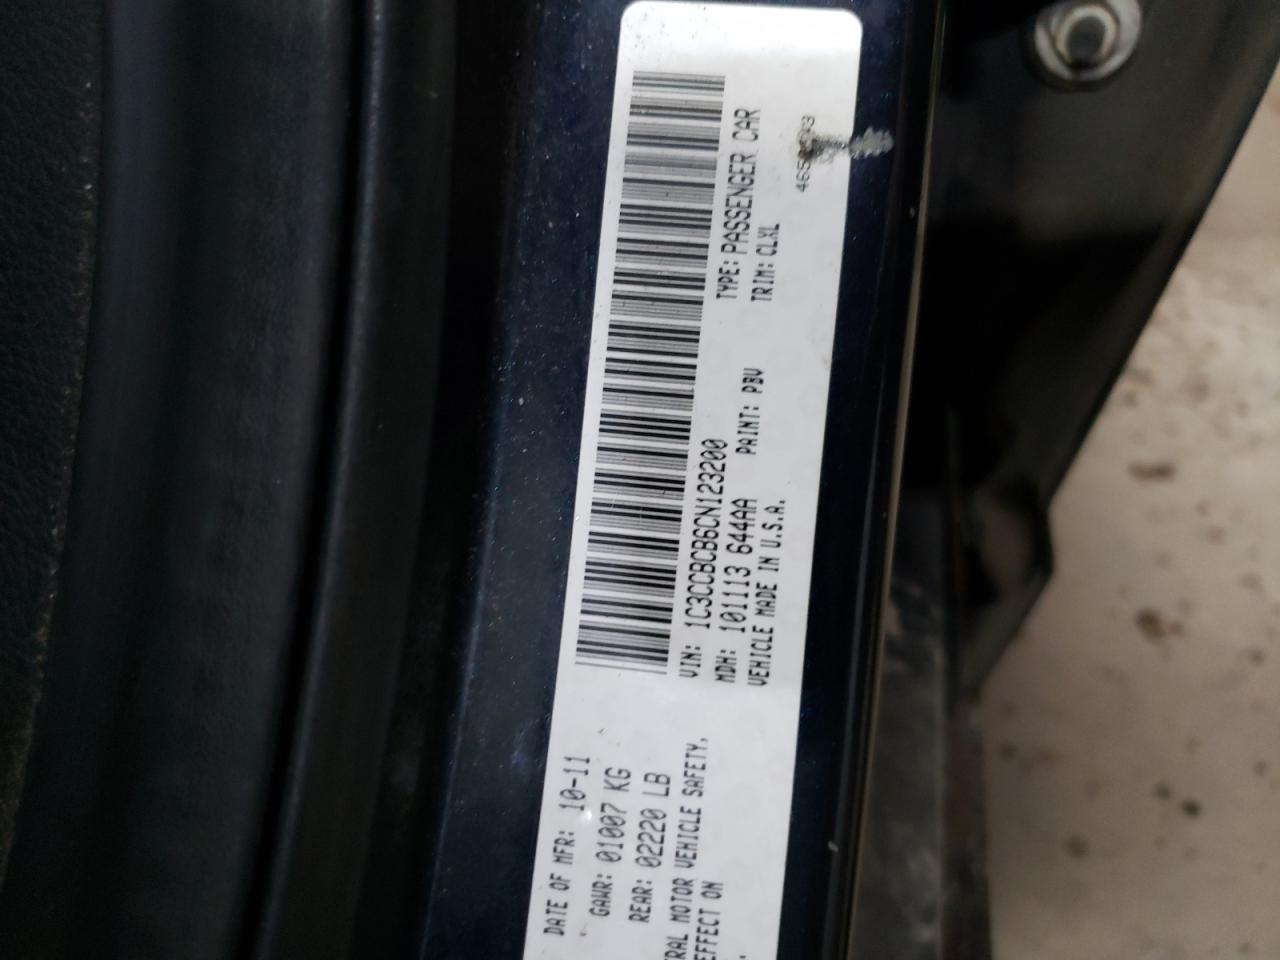 DATE OF MFR: 10-11
GAWR: 01007 KG
REAR: 02220 LB
RAL MOTOR VEHICLE SAFETY,
EFFECT ON
VIN: 1C3CCBCB6CN123200
MDH: 101113 644AA
VEHICLE MADE IN U.S.A.
PAINT: PBV
TYPE: PASSENGER CAR
TRIM: CLXL